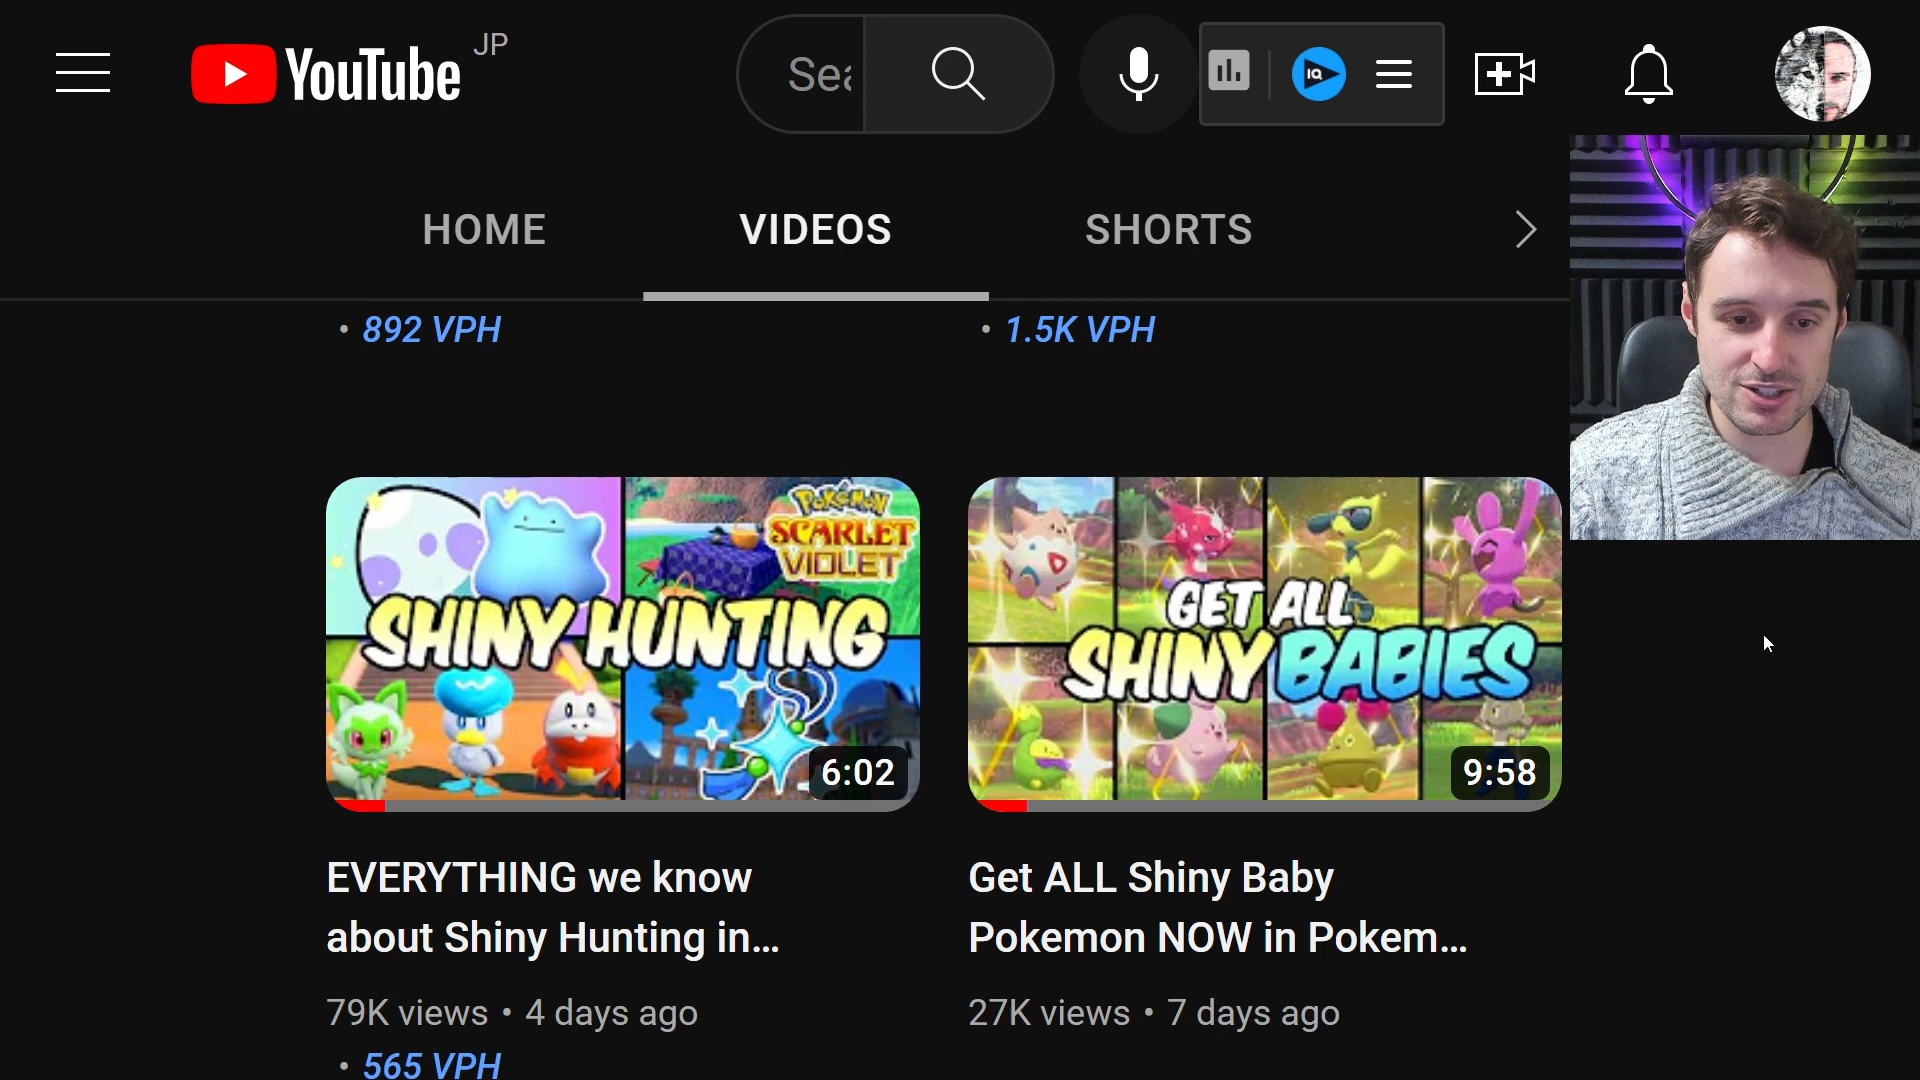 YouTube JP
Sea
IQ
HOME
VIDEOS
SHORTS
• 892 VPH
• 1.5K VPH
POKÉMON
SCARLET
VIOLET
SHINY HUNTING
6:02
GET ALL
SHINY BABIES
9:58
EVERYTHING we know
about Shiny Hunting in...
79K views • 4 days ago
• 565 VPH
Get ALL Shiny Baby
Pokemon NOW in Pokem...
27K views • 7 days ago